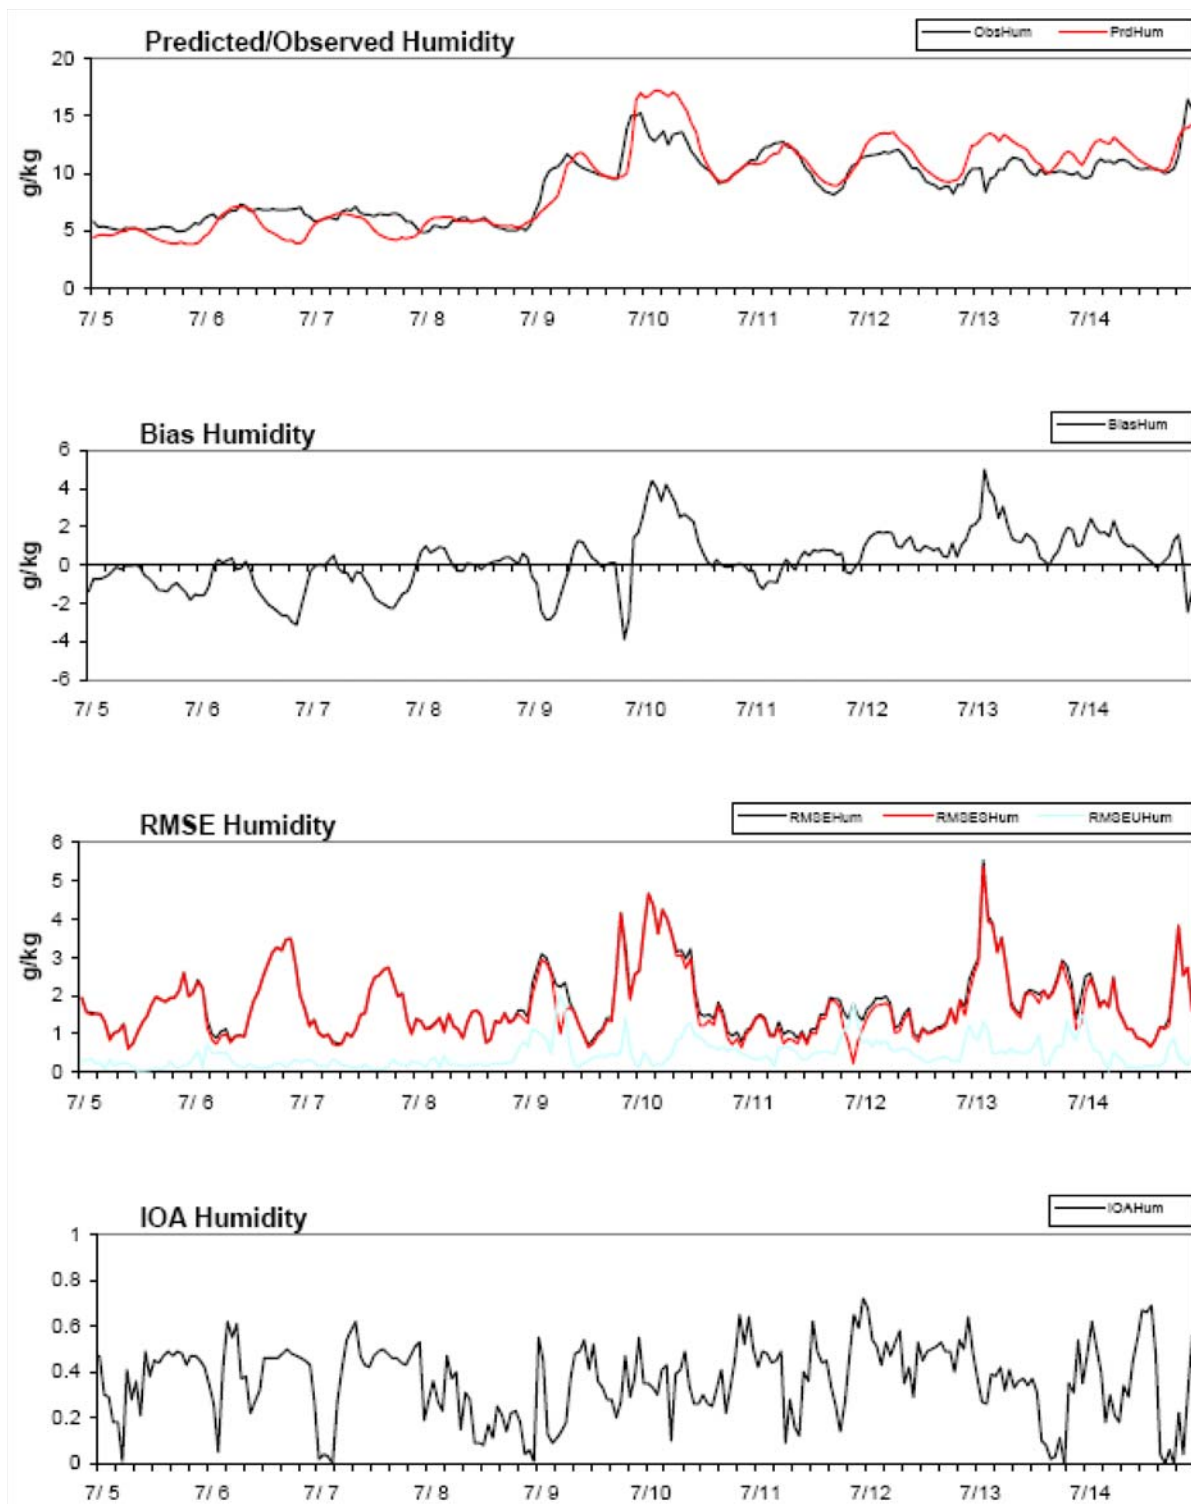 Predicted/Observed Humidity
ObsHum PrdHum
20
15
10
5
0
g/kg
7/ 5 7/ 6 7/ 7 7/ 8 7/ 9 7/10 7/11 7/12 7/13 7/14
Bias Humidity
BiasHum
6
4
2
0
-2
-4
-6
g/kg
7/ 5 7/ 6 7/ 7 7/ 8 7/ 9 7/10 7/11 7/12 7/13 7/14
RMSE Humidity
RMSEHum RMSESHum RMSEUHum
6
5
4
3
2
1
0
g/kg
7/ 5 7/ 6 7/ 7 7/ 8 7/ 9 7/10 7/11 7/12 7/13 7/14
IOA Humidity
IOAHum
1
0.8
0.6
0.4
0.2
0
7/ 5 7/ 6 7/ 7 7/ 8 7/ 9 7/10 7/11 7/12 7/13 7/14